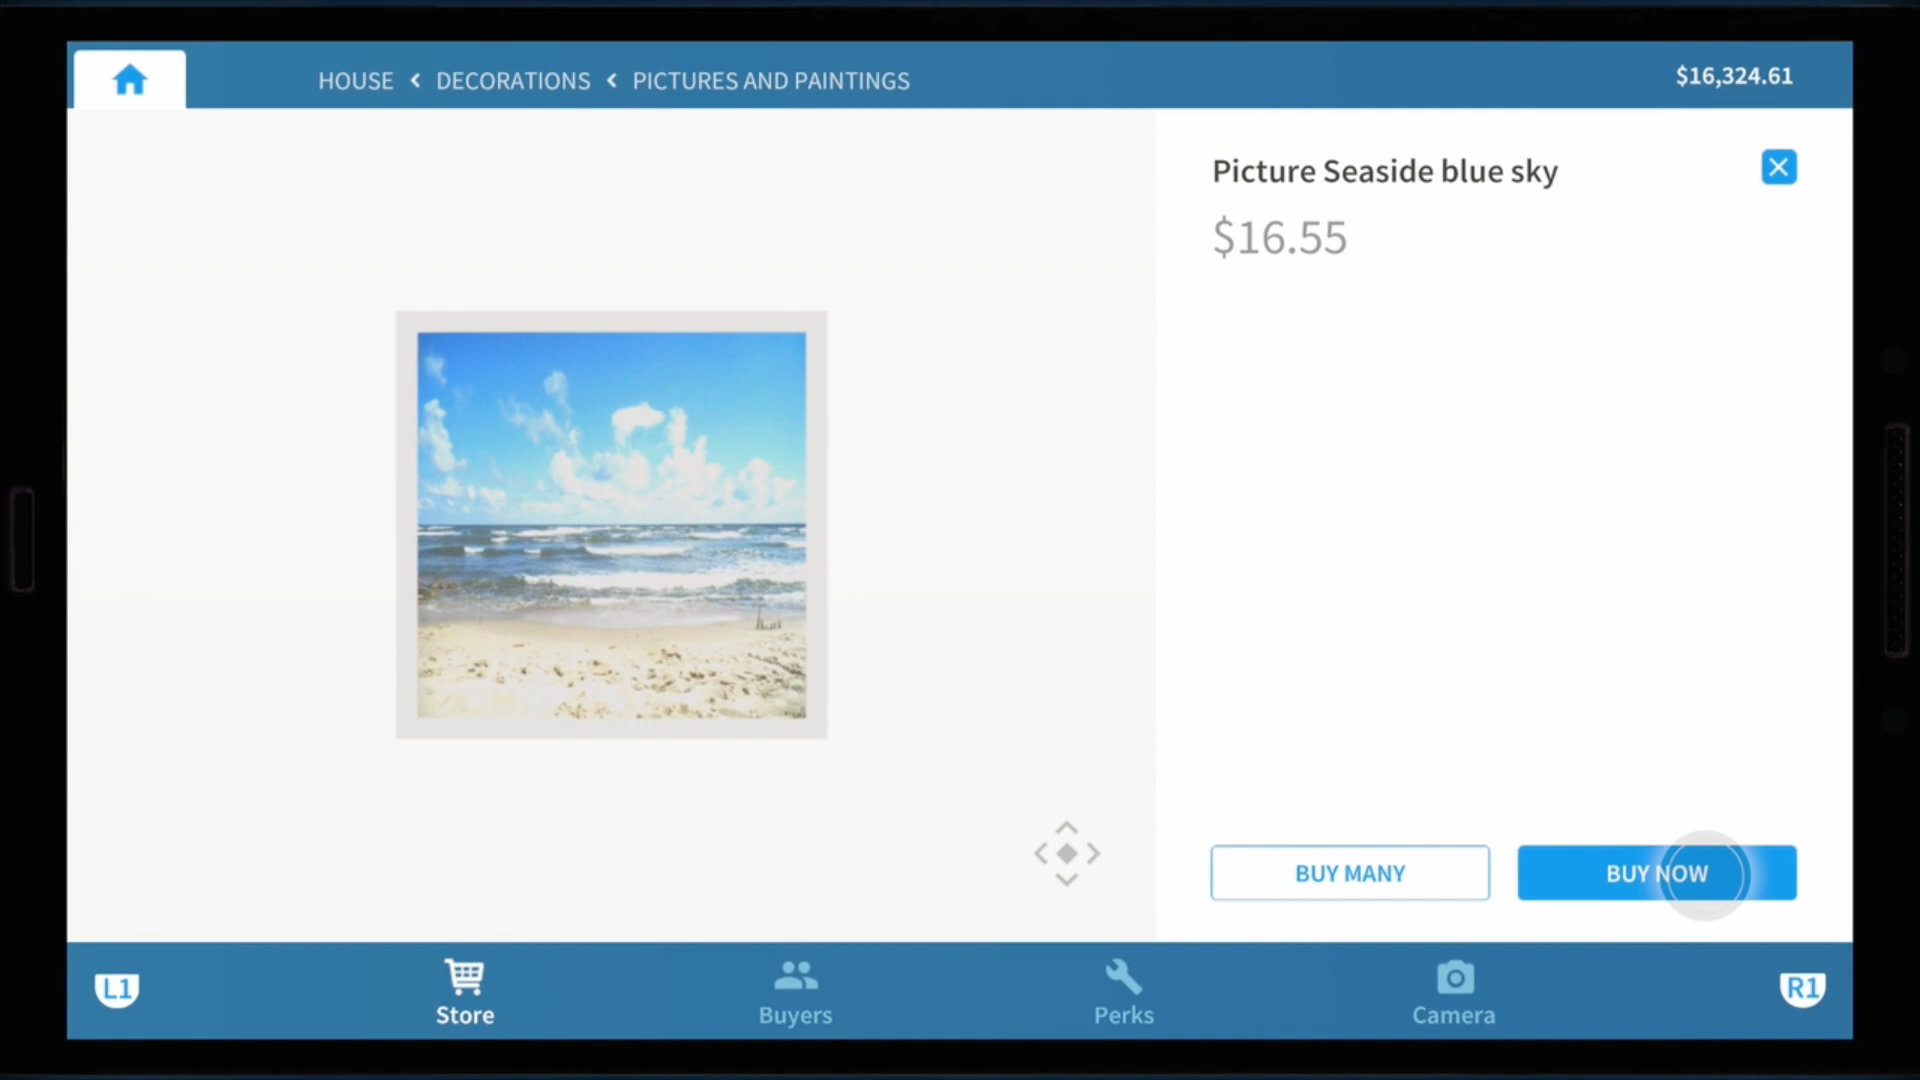 HOUSE < DECORATIONS < PICTURES AND PAINTINGS
$16,324.61
Picture Seaside blue sky
$16.55
BUY MANY
BUY NOW
L1
Store
Buyers
Perks
Camera
R1